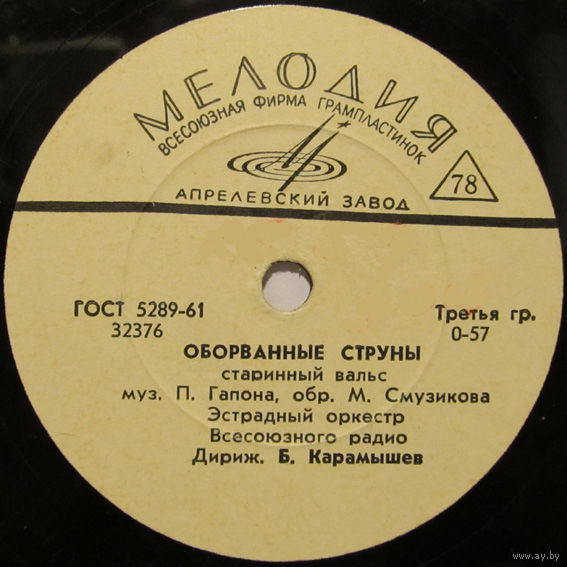 МЕЛОДИЯ
ВСЕСОЮЗНАЯ ФИРМА ГРАМПЛАСТИНОК
78
АПРЕЛЕВСКИЙ ЗАВОД
ГОСТ 5289-61
32376
Третья гр.
0-57
ОБОРВАННЫЕ СТРУНЫ
старинный вальс
муз. П. Гапона, обр. М. Смузикова
Эстрадный оркестр
Всесоюзного радио
Дириж. Б. Карамышев
www.ay.by